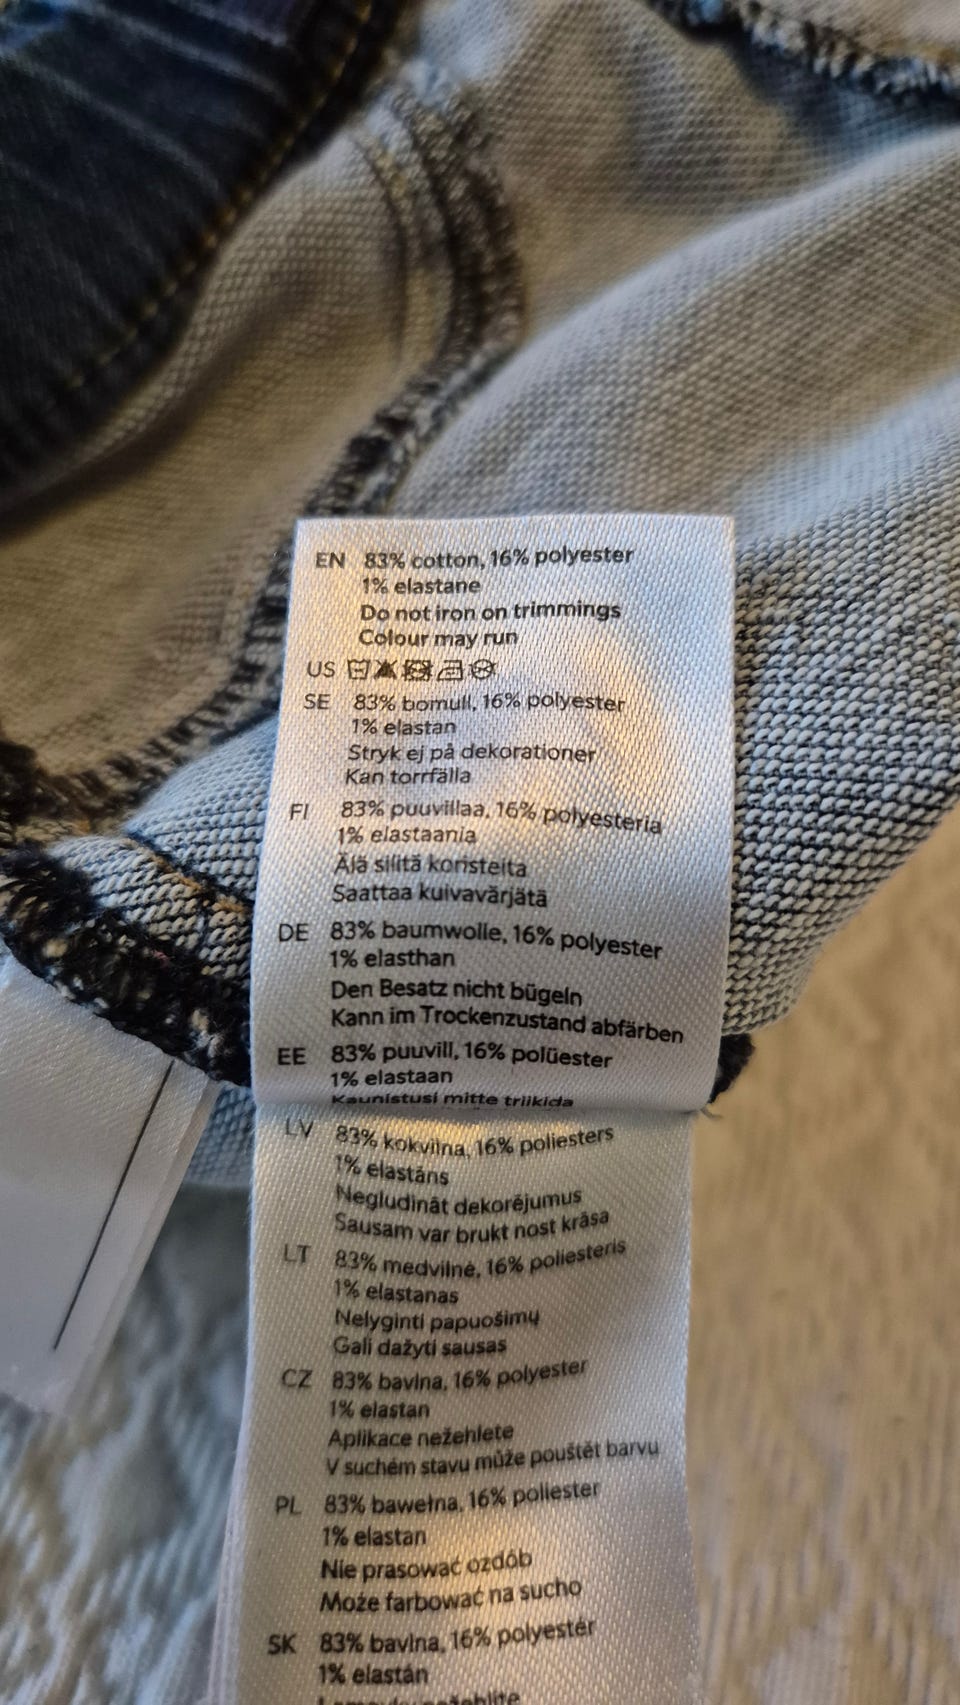 EN 83% cotton, 16% polyester
1% elastane
Do not iron on trimmings
Colour may run
US
SE 83% bomull, 16% polyester
1% elastan
Stryk ej på dekorationer
Kan torrfälla
FI 83% puuvillaa, 16% polyesteria
1% elastaania
Älä silitä koristeita
Saattaa kuivavärjätä
DE 83% baumwolle, 16% polyester
1% elasthan
Den Besatz nicht bügeln
Kann im Trockenzustand abfärben
EE 83% puuvill, 16% polüester
1% elastaan
Kaunistusi mitte triikida
LV 83% kokvilna, 16% poliesters
1% elastāns
Negludināt dekorējumus
Sausam var brukt nost krāsa
LT 83% medvilnė, 16% poliesteris
1% elastanas
Nelyginti papuošimų
Gali dažyti sausas
CZ 83% bavlna, 16% polyester
1% elastan
Aplikace nežehlete
V suchém stavu může pouštět barvu
PL 83% bawełna, 16% poliester
1% elastan
Nie prasować ozdób
Może farbować na sucho
SK 83% bavlna, 16% polyestér
1% elastán